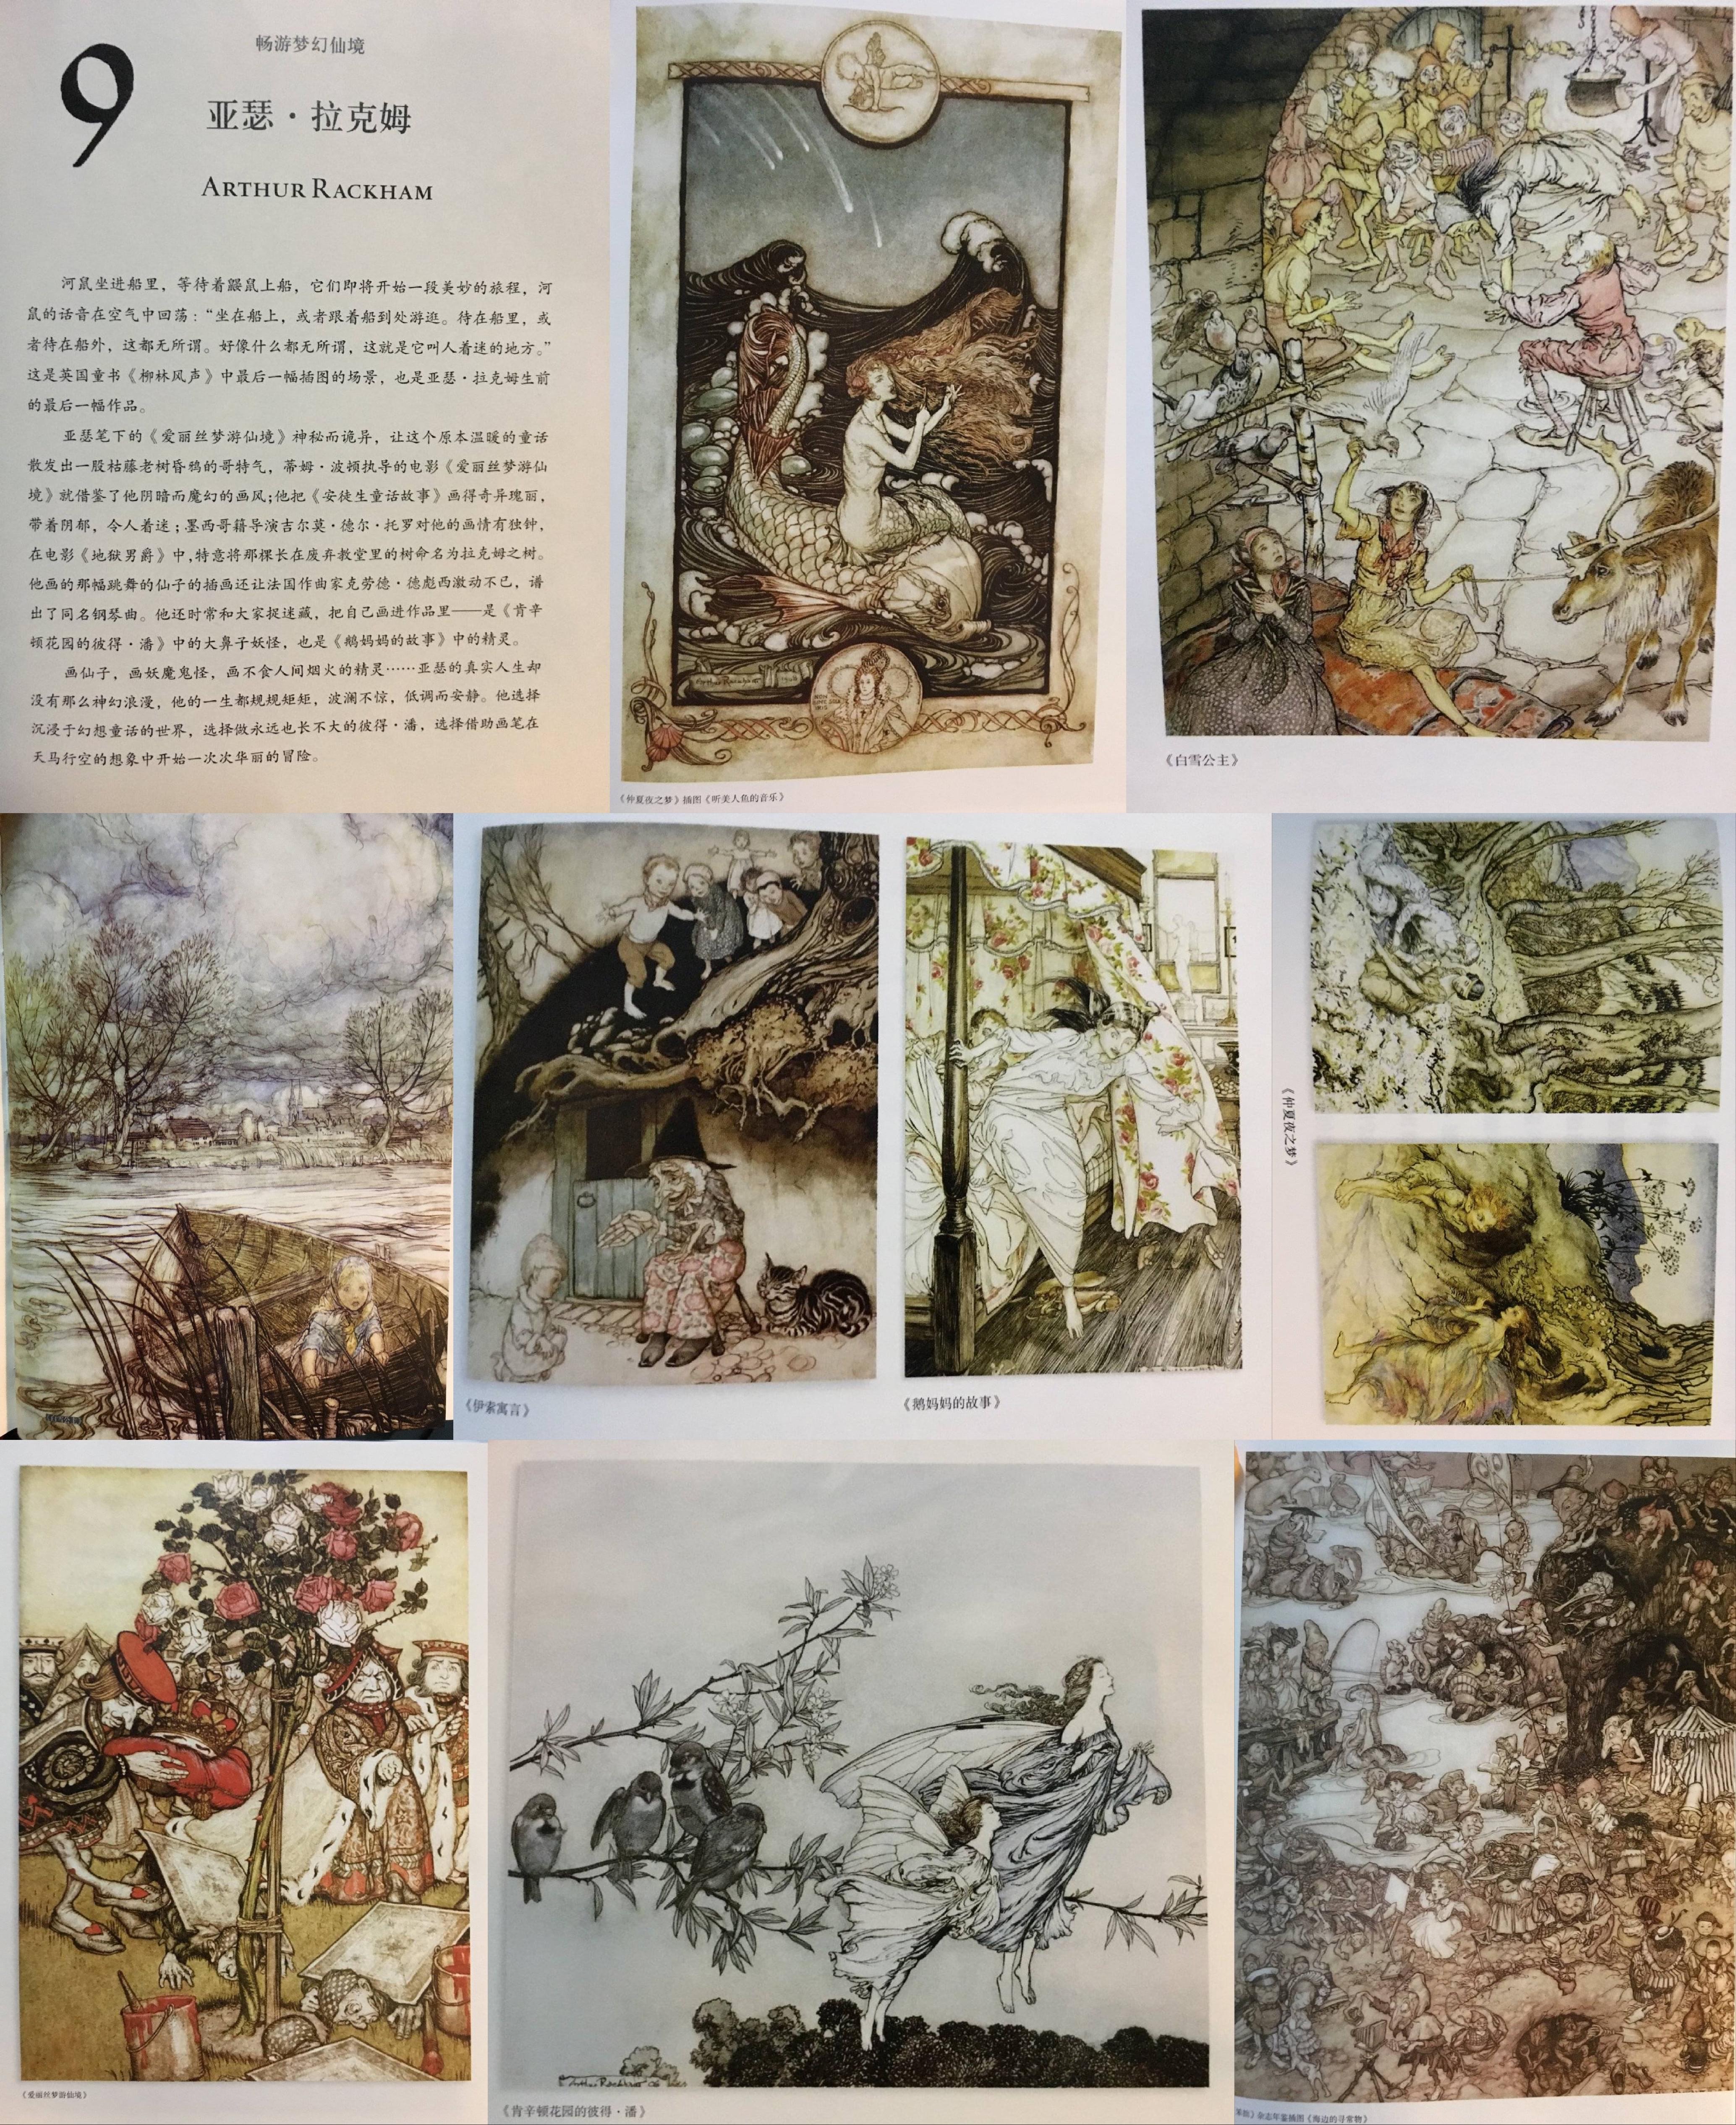 9
畅游梦幻仙境
亚瑟·拉克姆
ARTHUR RACKHAM
河鼠坐进船里，等待着鼹鼠上船，它们即将开始一段美妙的旅程，河
鼠的话音在空气中回荡：“坐在船上，或者跟着船到处游逛。待在船里，或
者待在船外，这都无所谓。好像什么都无所谓，这就是它叫人着迷的地方。”
这是英国童书《柳林风声》中最后一幅插图的场景，也是亚瑟·拉克姆生前
的最后一幅作品。
亚瑟笔下的《爱丽丝梦游仙境》神秘而诡异，让这个原本温暖的童话
散发出一股枯藤老树昏鸦的哥特气，蒂姆·波顿执导的电影《爱丽丝梦游仙
境》就借鉴了他阴暗而魔幻的画风；他把《安徒生童话故事》画得奇异瑰丽，
带着阴郁，令人着迷；墨西哥籍导演吉尔莫·德尔·托罗对他的画情有独钟，
在电影《地狱男爵》中，特意将那棵长在废弃教堂里的树命名为拉克姆之树。
他画的那幅跳舞的仙子的插画还让法国作曲家克劳德·德彪西激动不已，谱
出了同名钢琴曲。他还时常和大家捉迷藏，把自己画进作品里——是《肯辛
顿花园的彼得·潘》中的大鼻子妖怪，也是《鹅妈妈的故事》中的精灵。
画仙子，画妖魔鬼怪，画不食人间烟火的精灵……亚瑟的真实人生却
没有那么神幻浪漫，他的一生都规规矩矩，波澜不惊，低调而安静。他选择
沉浸于幻想童话的世界，选择做永远也长不大的彼得·潘，选择借助画笔在
天马行空的想象中开始一次次华丽的冒险。
Arthur Rackham
《仲夏夜之梦》插图《听美人鱼的音乐》
《白雪公主》
《伊索寓言》
《鹅妈妈的故事》
《仲夏夜之梦》
《爱丽丝梦游仙境》
Arthur Rackham 06
《肯辛顿花园的彼得·潘》
》杂志年鉴插图《海边的寻常物》